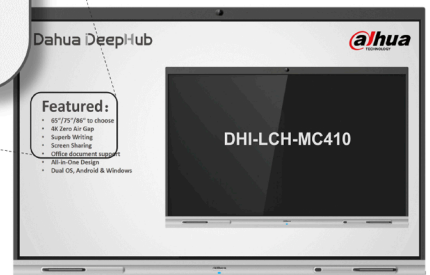 Dahua DeepHub
alhua
TECHNOLOGY
Featured:
• 65"/75"/86" to choose
• 4K Zero Air Gap
• Superb Writing
• Screen Sharing
• Office document support
• All-in-One Design
• Dual OS, Android & Windows
DHI-LCH-MC410